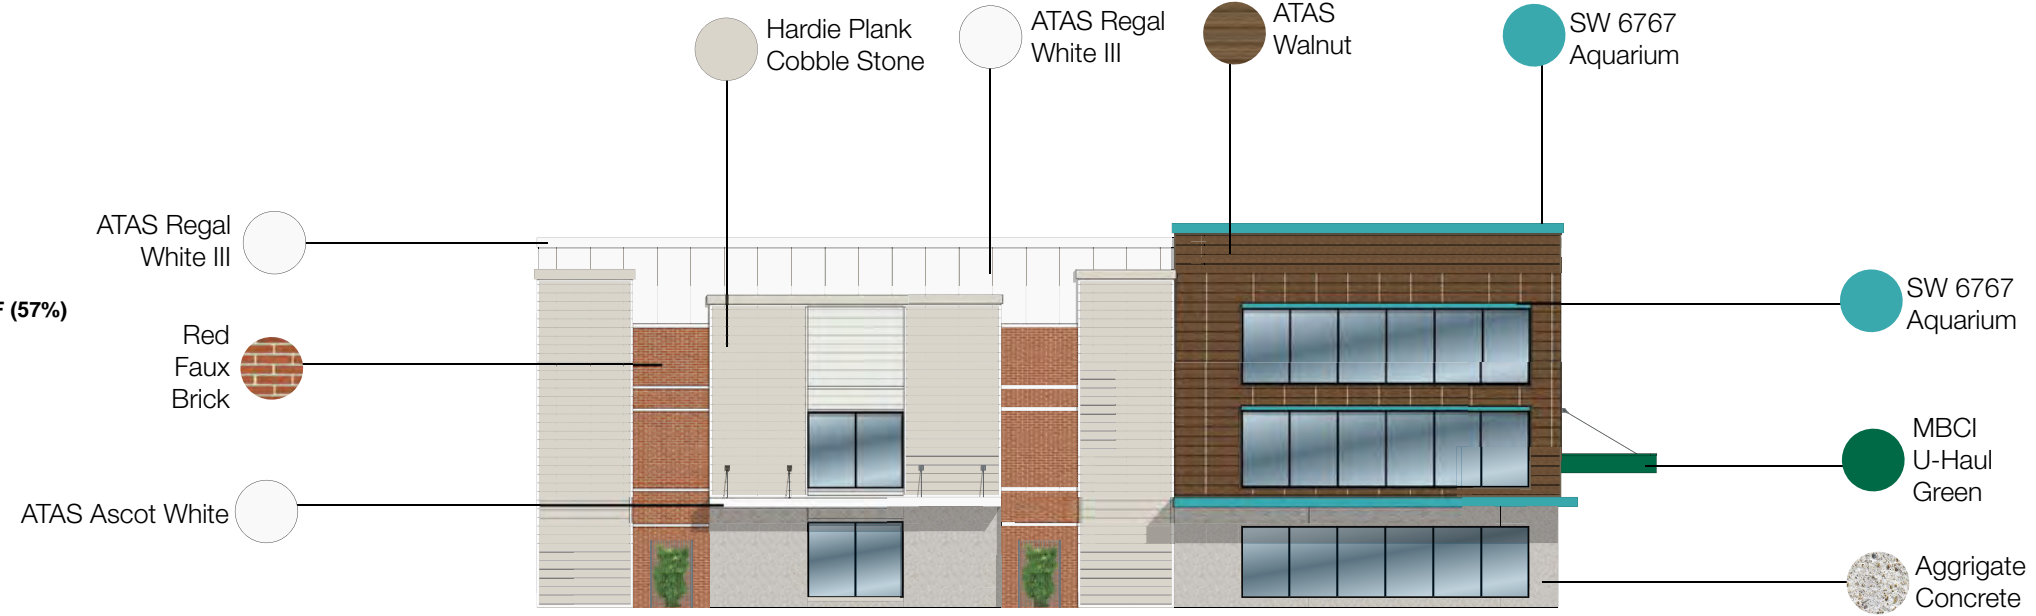 Hardie Plank
Cobble Stone
ATAS Regal
White III
ATAS
Walnut
SW 6767
Aquarium
ATAS Regal
White III
F (57%)
Red
Faux
Brick
ATAS Ascot White
SW 6767
Aquarium
MBCI
U-Haul
Green
Aggrigate
Concrete